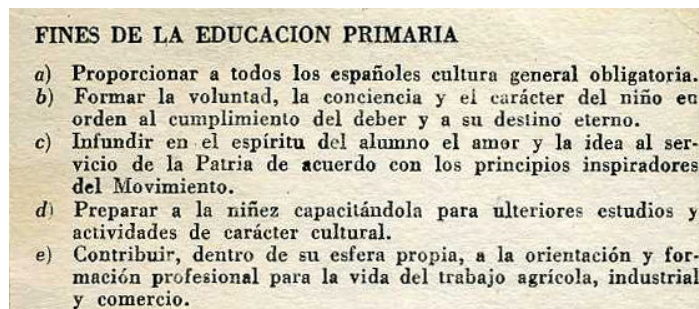 FINES DE LA EDUCACION PRIMARIA
a) Proporcionar a todos los españoles cultura general obligatoria.
b) Formar la voluntad, la conciencia y el carácter del niño en
orden al cumplimiento del deber y a su destino eterno.
c) Infundir en el espíritu del alumno el amor y la idea al ser-
vicio de la Patria de acuerdo con los principios inspiradores
del Movimiento.
d) Preparar a la niñez capacitándola para ulteriores estudios y
actividades de carácter cultural.
e) Contribuir, dentro de su esfera propia, a la orientación y for-
mación profesional para la vida del trabajo agrícola, industrial
y comercio.